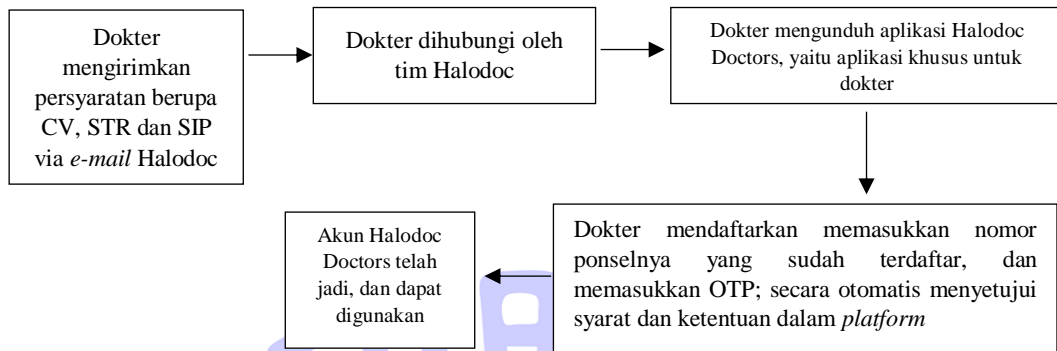 Dokter
mengirimkan
persyaratan berupa
CV, STR dan SIP
via e-mail Halodoc
Dokter dihubungi oleh
tim Halodoc
Dokter mengunduh aplikasi Halodoc
Doctors, yaitu aplikasi khusus untuk
dokter
Dokter mendaftarkan memasukkan nomor
ponselnya yang sudah terdaftar, dan
memasukkan OTP; secara otomatis menyetujui
syarat dan ketentuan dalam platform
Akun Halodoc
Doctors telah
jadi, dan dapat
digunakan